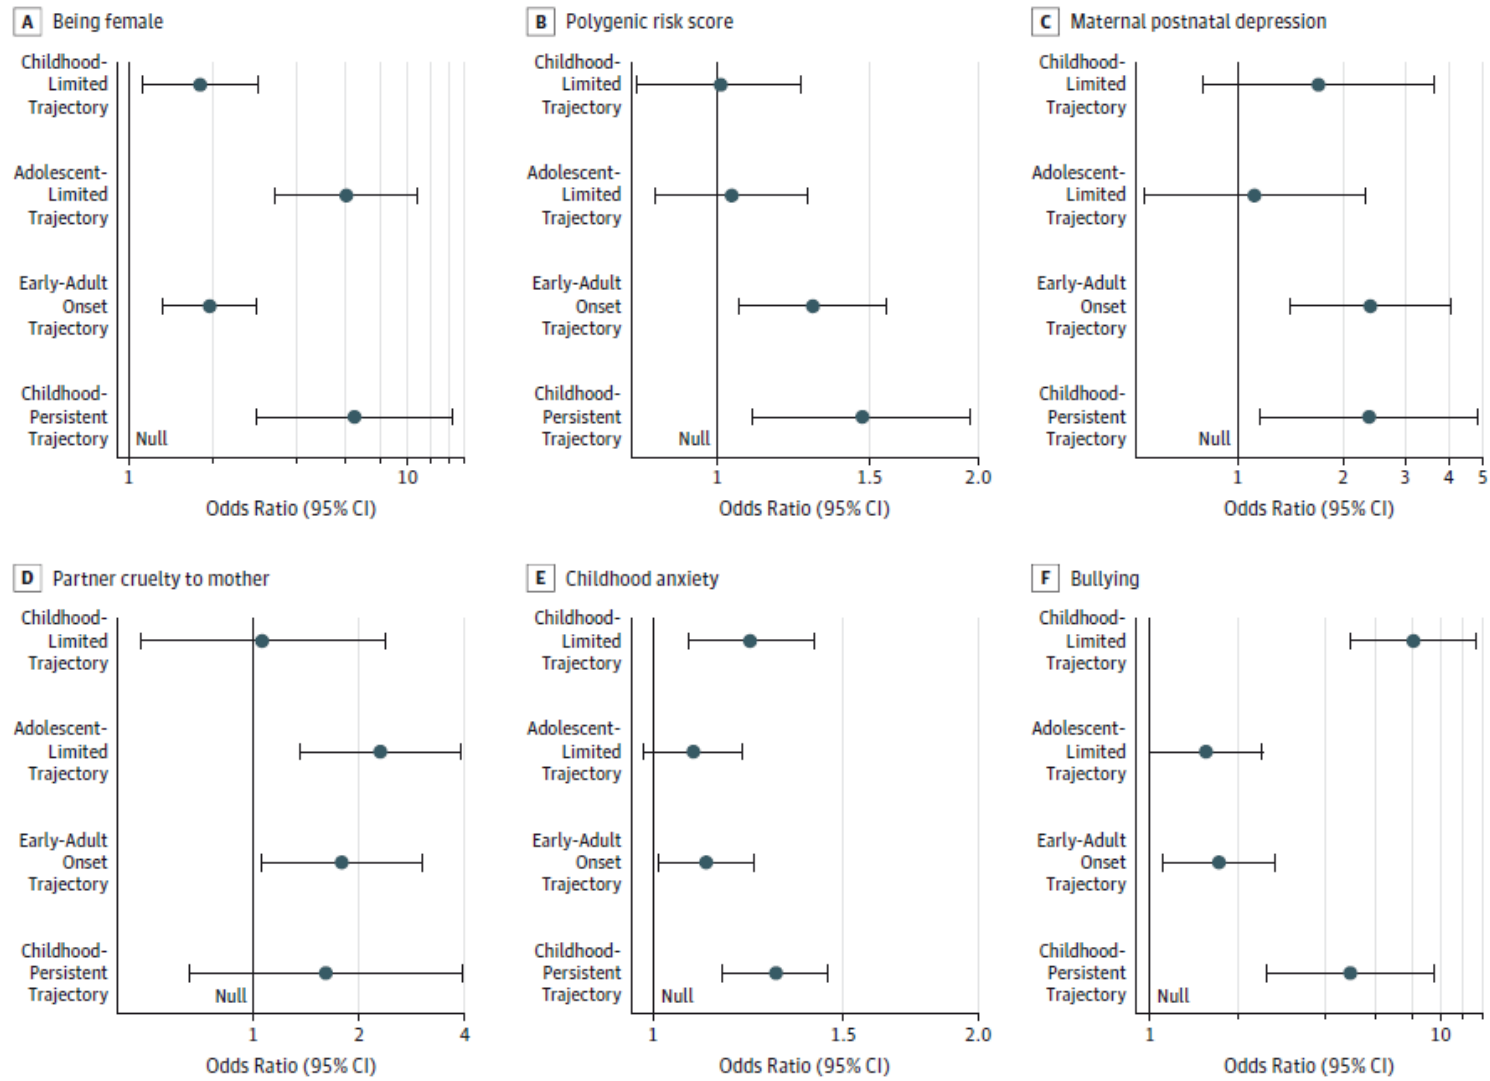 A Being female
Childhood-
Limited
Trajectory
Adolescent-
Limited
Trajectory
Early-Adult
Onset
Trajectory
Childhood-
Persistent
Trajectory
Null
1 10
Odds Ratio (95% CI)
B Polygenic risk score
Childhood-
Limited
Trajectory
Adolescent-
Limited
Trajectory
Early-Adult
Onset
Trajectory
Childhood-
Persistent
Trajectory
Null
1 1.5 2.0
Odds Ratio (95% CI)
C Maternal postnatal depression
Childhood-
Limited
Trajectory
Adolescent-
Limited
Trajectory
Early-Adult
Onset
Trajectory
Childhood-
Persistent
Trajectory
Null
1 2 3 4 5
Odds Ratio (95% CI)
D Partner cruelty to mother
Childhood-
Limited
Trajectory
Adolescent-
Limited
Trajectory
Early-Adult
Onset
Trajectory
Childhood-
Persistent
Trajectory
Null
1 2 4
Odds Ratio (95% CI)
E Childhood anxiety
Childhood-
Limited
Trajectory
Adolescent-
Limited
Trajectory
Early-Adult
Onset
Trajectory
Childhood-
Persistent
Trajectory
Null
1 1.5 2.0
Odds Ratio (95% CI)
F Bullying
Childhood-
Limited
Trajectory
Adolescent-
Limited
Trajectory
Early-Adult
Onset
Trajectory
Childhood-
Persistent
Trajectory
Null
1 10
Odds Ratio (95% CI)